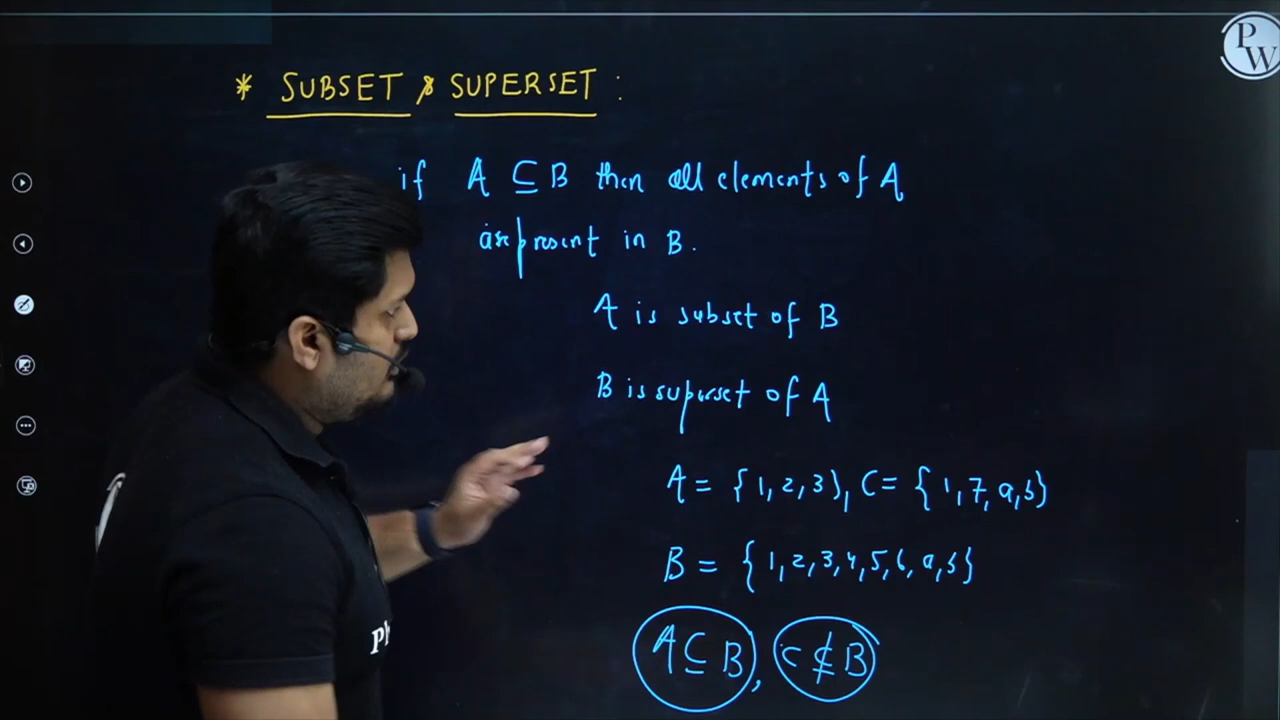 * SUBSET & SUPERSET :
if A ⊆ B then all elements of A
are present in B.
A is subset of B
B is superset of A
A = {1, 2, 3}, C = {1, 7, a, b}
B = {1, 2, 3, 4, 5, 6, a, b}
A ⊆ B, C ⊄ B
PW